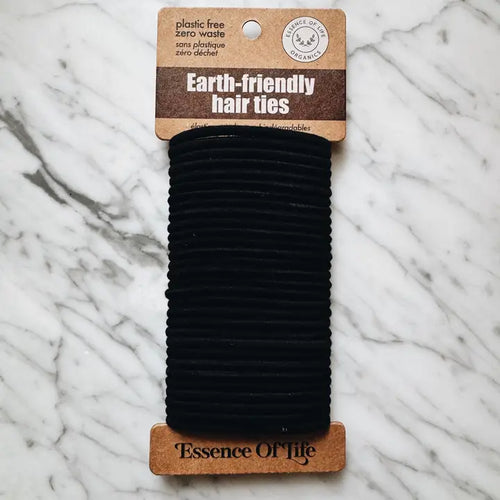 plastic free
zero waste
sans plastique
zéro déchet
ESSENCE OF LIFE
ORGANICS
Earth-friendly
hair ties
Essence Of Life